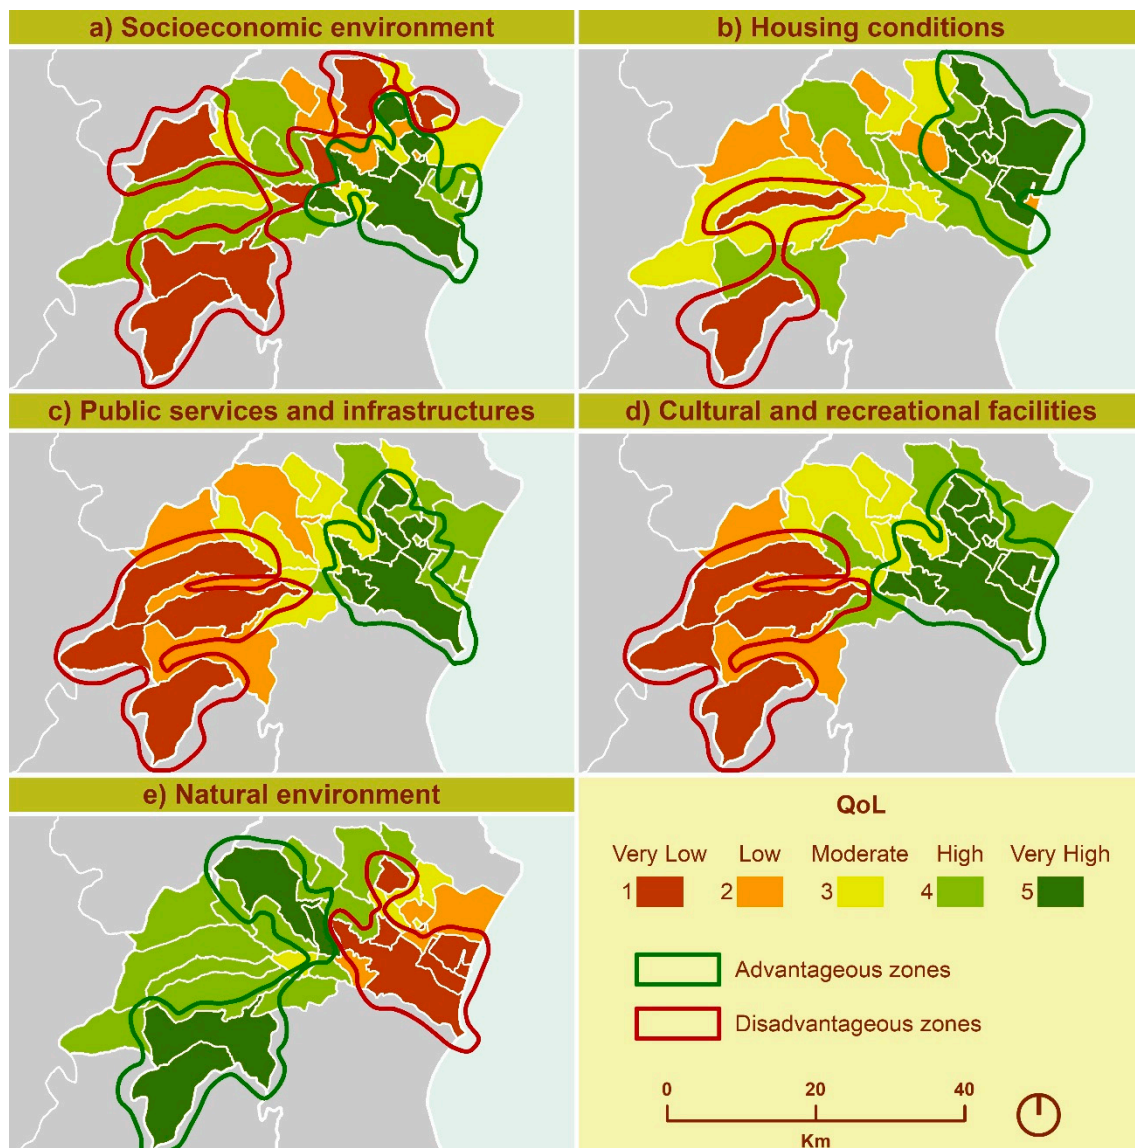 a) Socioeconomic environment
b) Housing conditions
c) Public services and infrastructures
d) Cultural and recreational facilities
e) Natural environment
QoL
Very Low Low Moderate High Very High
1 2 3 4 5
Advantageous zones
Disadvantageous zones
0 20 40
Km